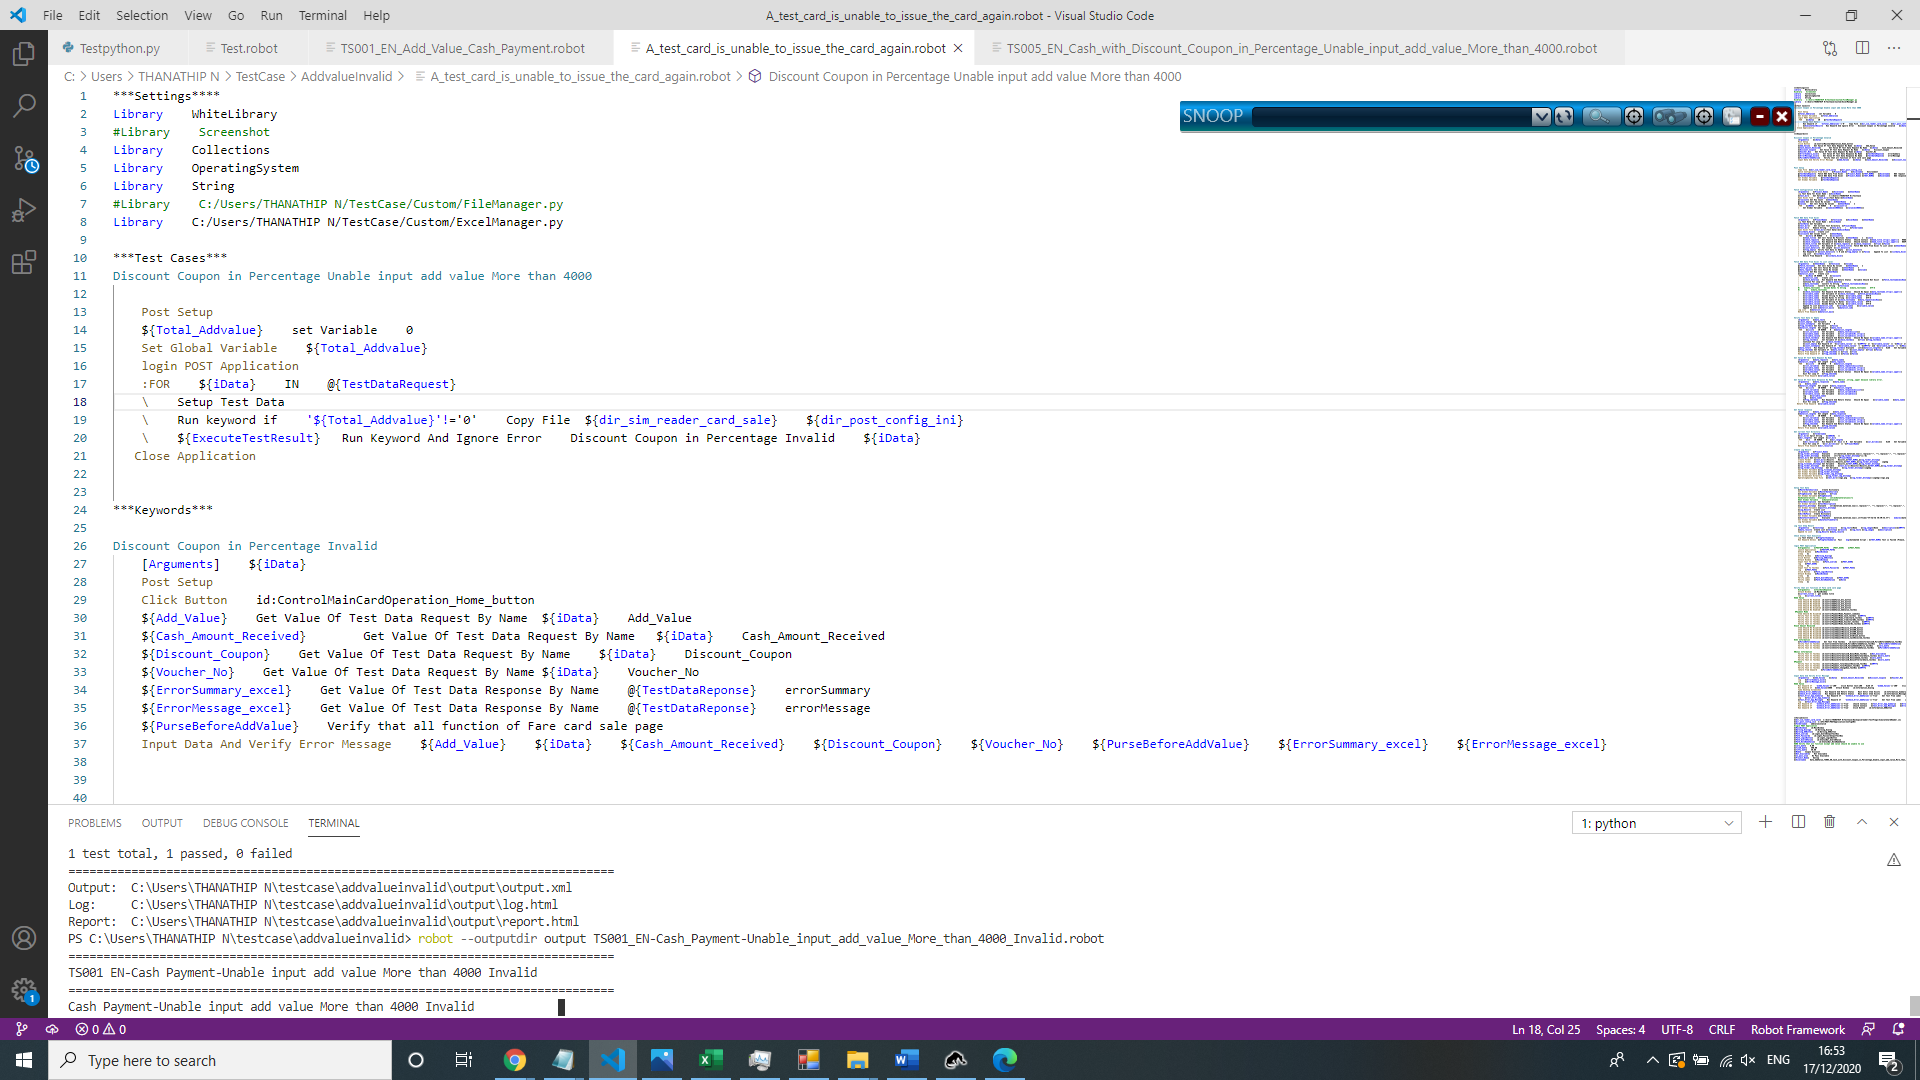 File Edit Selection View Go Run Terminal Help A_test_card_is_unable_to_issue_the_card_again.robot - Visual Studio Code
Testpython.py Test.robot TS001_EN_Add_Value_Cash_Payment.robot A_test_card_is_unable_to_issue_the_card_again.robot TS005_EN_Cash_with_Discount_Coupon_in_Percentage_Unable_input_add_value_More_than_4000.robot
C: > Users > THANATHIP N > TestCase > AddvalueInvalid > A_test_card_is_unable_to_issue_the_card_again.robot > Discount Coupon in Percentage Unable input add value More than 4000
SNOOP
1 ***Settings****
2 Library    WhiteLibrary
3 #Library    Screenshot
4 Library    Collections
5 Library    OperatingSystem
6 Library    String
7 #Library    C:/Users/THANATHIP N/TestCase/Custom/FileManager.py
8 Library    C:/Users/THANATHIP N/TestCase/Custom/ExcelManager.py
9
10 ***Test Cases***
11 Discount Coupon in Percentage Unable input add value More than 4000
12
13 Post Setup
14 ${Total_Addvalue}    set Variable    0
15 Set Global Variable    ${Total_Addvalue}
16 login POST Application
17 :FOR    ${iData}    IN    @{TestDataRequest}
18 \    Setup Test Data
19 \    Run keyword if    '${Total_Addvalue}'!='0'    Copy File  ${dir_sim_reader_card_sale}    ${dir_post_config_ini}
20 \    ${ExecuteTestResult}   Run Keyword And Ignore Error    Discount Coupon in Percentage Invalid    ${iData}
21 Close Application
22
23
24 ***Keywords***
25
26 Discount Coupon in Percentage Invalid
27 [Arguments]    ${iData}
28 Post Setup
29 Click Button    id:ControlMainCardOperation_Home_button
30 ${Add_Value}    Get Value Of Test Data Request By Name  ${iData}    Add_Value
31 ${Cash_Amount_Received}        Get Value Of Test Data Request By Name   ${iData}    Cash_Amount_Received
32 ${Discount_Coupon}    Get Value Of Test Data Request By Name    ${iData}    Discount_Coupon
33 ${Voucher_No}    Get Value Of Test Data Request By Name ${iData}    Voucher_No
34 ${ErrorSummary_excel}    Get Value Of Test Data Response By Name    @{TestDataReponse}    errorSummary
35 ${ErrorMessage_excel}    Get Value Of Test Data Response By Name    @{TestDataReponse}    errorMessage
36 ${PurseBeforeAddValue}    Verify that all function of Fare card sale page
37 Input Data And Verify Error Message    ${Add_Value}    ${iData}    ${Cash_Amount_Received}    ${Discount_Coupon}    ${Voucher_No}    ${PurseBeforeAddValue}    ${ErrorSummary_excel}    ${ErrorMessage_excel}
38
39
40
PROBLEMS OUTPUT DEBUG CONSOLE TERMINAL 1: python
1 test total, 1 passed, 0 failed
==============================================================================
Output:  C:\Users\THANATHIP N\testcase\addvalueinvalid\output\output.xml
Log:     C:\Users\THANATHIP N\testcase\addvalueinvalid\output\log.html
Report:  C:\Users\THANATHIP N\testcase\addvalueinvalid\output\report.html
PS C:\Users\THANATHIP N\testcase\addvalueinvalid> robot --outputdir output TS001_EN-Cash_Payment-Unable_input_add_value_More_than_4000_Invalid.robot
==============================================================================
TS001 EN-Cash Payment-Unable input add value More than 4000 Invalid
==============================================================================
Cash Payment-Unable input add value More than 4000 Invalid
1
0 0 Ln 18, Col 25 Spaces: 4 UTF-8 CRLF Robot Framework
Type here to search ENG 16:53
17/12/2020
2